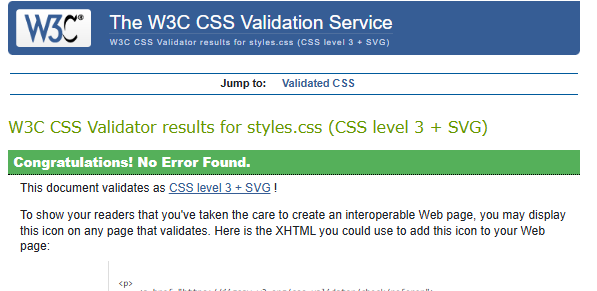 W3C®
The W3C CSS Validation Service
W3C CSS Validator results for styles.css (CSS level 3 + SVG)
Jump to: Validated CSS
W3C CSS Validator results for styles.css (CSS level 3 + SVG)
Congratulations! No Error Found.
This document validates as CSS level 3 + SVG !
To show your readers that you've taken the care to create an interoperable Web page, you may display
this icon on any page that validates. Here is the XHTML you could use to add this icon to your Web
page:
<p>